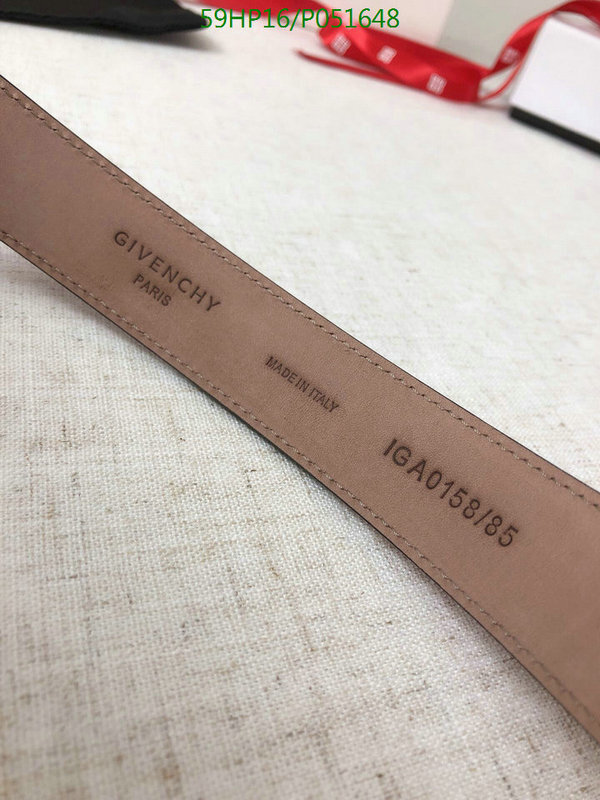 59HP16/P051648
GIVENCHY
PARIS
MADE IN ITALY
IGA0158/85